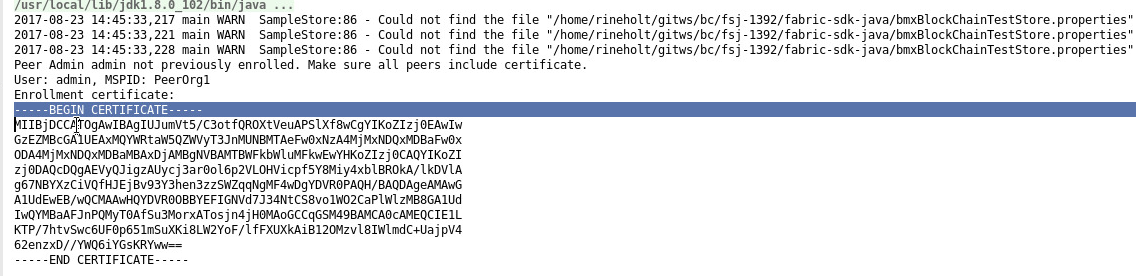 /usr/local/lib/jdk1.8.0_102/bin/java ...
2017-08-23 14:45:33,217 main WARN  SampleStore:86 - Could not find the file "/home/rineholt/gitws/bc/fsj-1392/fabric-sdk-java/bmxBlockChainTestStore.properties"
2017-08-23 14:45:33,221 main WARN  SampleStore:86 - Could not find the file "/home/rineholt/gitws/bc/fsj-1392/fabric-sdk-java/bmxBlockChainTestStore.properties"
2017-08-23 14:45:33,228 main WARN  SampleStore:86 - Could not find the file "/home/rineholt/gitws/bc/fsj-1392/fabric-sdk-java/bmxBlockChainTestStore.properties"
Peer Admin admin not previously enrolled. Make sure all peers include certificate.
User: admin, MSPID: PeerOrg1
Enrollment certificate:
-----BEGIN CERTIFICATE-----
MIIBjDCCATOgAwIBAgIUJumVt5/C3otfQROXtVeuAPSlXf8wCgYIKoZIzj0EAwIw
GzEZMBcGA1UEAxMQYWRtaW5QZWVyT3JnMUNBMTAeFw0xNzA4MjMxNDQxMDBaFw0x
ODA4MjMxNDQxMDBaMBAxDjAMBgNVBAMTBWFkbWluMFkwEwYHKoZIzj0CAQYIKoZI
zj0DAQcDQgAEVyQJigzAUycj3ar0ol6p2VLOHVicpf5Y8Miy4xblBROkA/lkDVlA
g67NBYXzCiVQfHJEjBv93Y3hen3zzSWZqqNgMF4wDgYDVR0PAQH/BAQDAgeAMAwG
A1UdEwEB/wQCMAAwHQYDVR0OBBYEFIGNVd7J34NtCS8vo1WO2CaPlWlzMB8GA1Ud
IwQYMBaAFJnPQMyT0AfSu3MorxATosjn4jH0MAoGCCqGSM49BAMCA0cAMEQCIE1L
KTP/7htvSwc6UF0p651mSuXKi8LW2YoF/lfFXUXkAiB12OMzvl8IWlmdC+UajpV4
62enzxD//YWQ6iYGsKRYww==
-----END CERTIFICATE-----